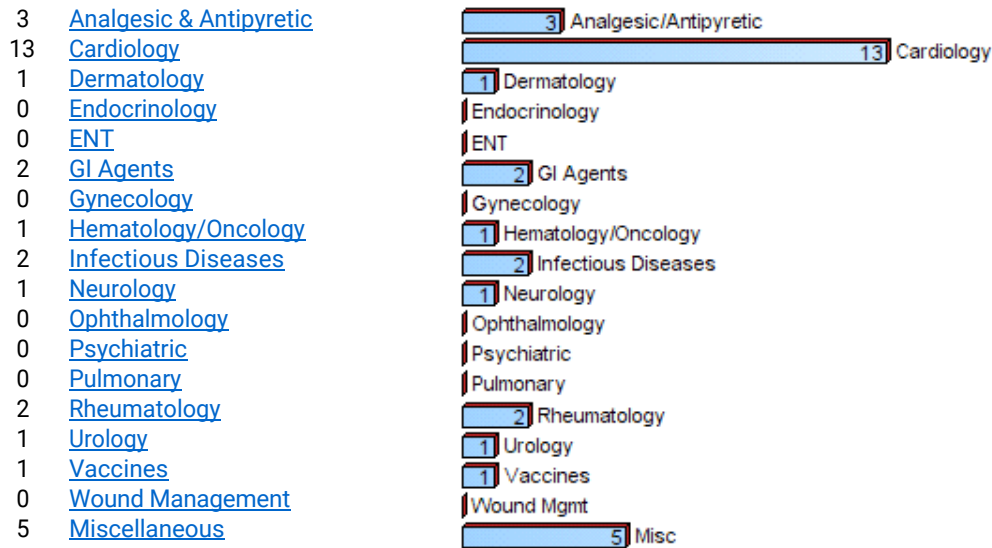 3 Analgesic & Antipyretic
13 Cardiology
1 Dermatology
0 Endocrinology
0 ENT
2 GI Agents
0 Gynecology
1 Hematology/Oncology
2 Infectious Diseases
1 Neurology
0 Ophthalmology
0 Psychiatric
0 Pulmonary
2 Rheumatology
1 Urology
1 Vaccines
0 Wound Management
5 Miscellaneous
3 Analgesic/Antipyretic
13 Cardiology
1 Dermatology
Endocrinology
ENT
2 GI Agents
Gynecology
1 Hematology/Oncology
2 Infectious Diseases
1 Neurology
Ophthalmology
Psychiatric
Pulmonary
2 Rheumatology
1 Urology
1 Vaccines
Wound Mgmt
5 Misc